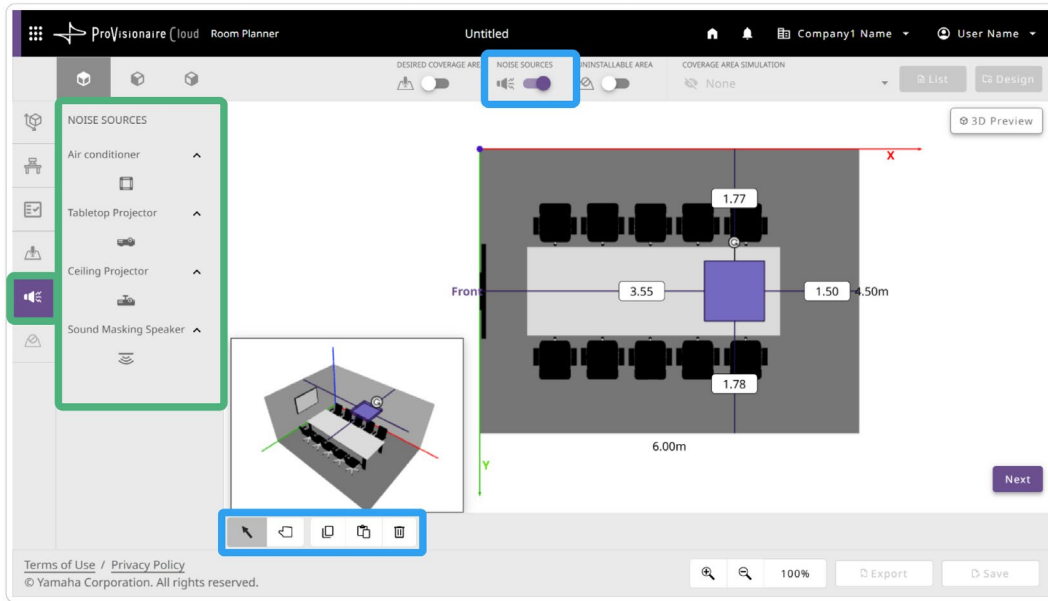 ProVisionaire Cloud Room Planner Untitled Company1 Name User Name
DESIRED COVERAGE ARE NOISE SOURCES UNINSTALLABLE AREA COVERAGE AREA SIMULATION
None List Design
NOISE SOURCES
3D Preview
Air conditioner
Tabletop Projector
Ceiling Projector
Sound Masking Speaker
X
1.77
Front 3.55 1.50 4.50m
1.78
6.00m
Y
Next
Terms of Use / Privacy Policy
© Yamaha Corporation. All rights reserved.
100% Export Save